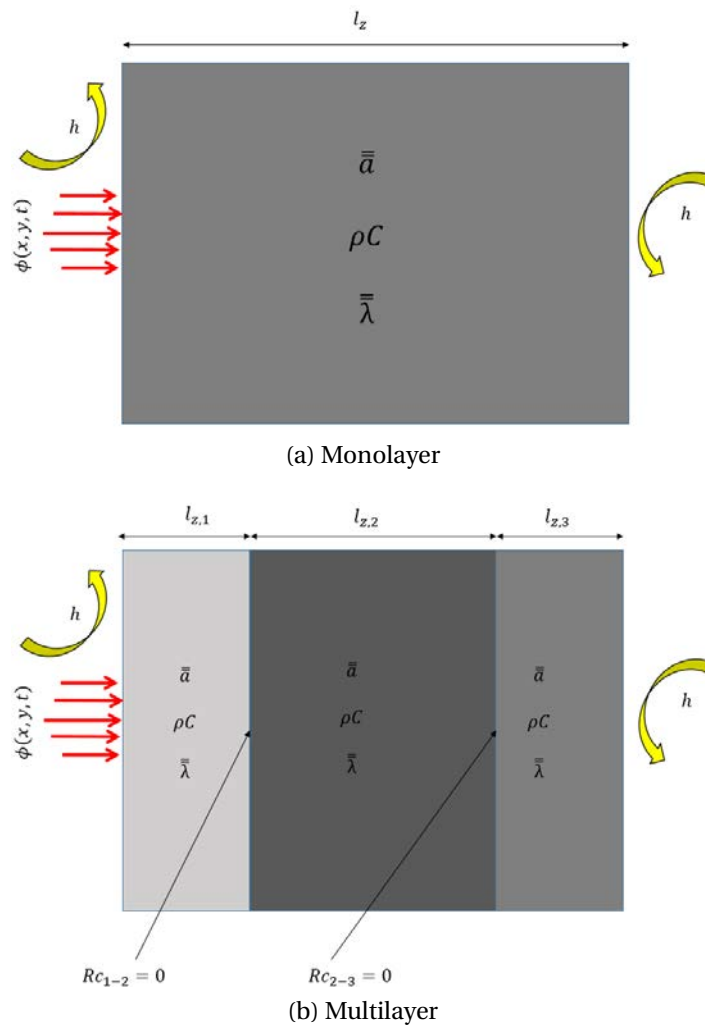 l_z
h
ϕ(x, y, t)
a̿
ρC
λ̿
h
(a) Monolayer
l_{z,1} l_{z,2} l_{z,3}
h
ϕ(x, y, t)
a̿ a̿ a̿
ρC ρC ρC
λ̿ λ̿ λ̿
h
Rc_{1−2} = 0 Rc_{2−3} = 0
(b) Multilayer